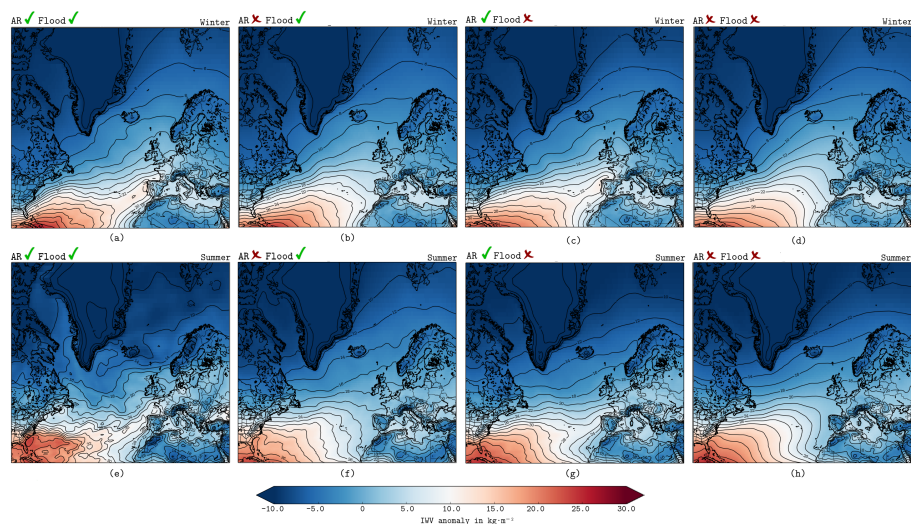 AR ✓ Flood ✓ Winter
AR ✗ Flood ✓ Winter
AR ✓ Flood ✗ Winter
AR ✗ Flood ✗ Winter
(a)
(b)
(c)
(d)
AR ✓ Flood ✓ Summer
AR ✗ Flood ✓ Summer
AR ✓ Flood ✗ Summer
AR ✗ Flood ✗ Summer
(e)
(f)
(g)
(h)
−10.0 −5.0 0 5.0 10.0 15.0 20.0 25.0 30.0
IWV anomaly in kg·m⁻²